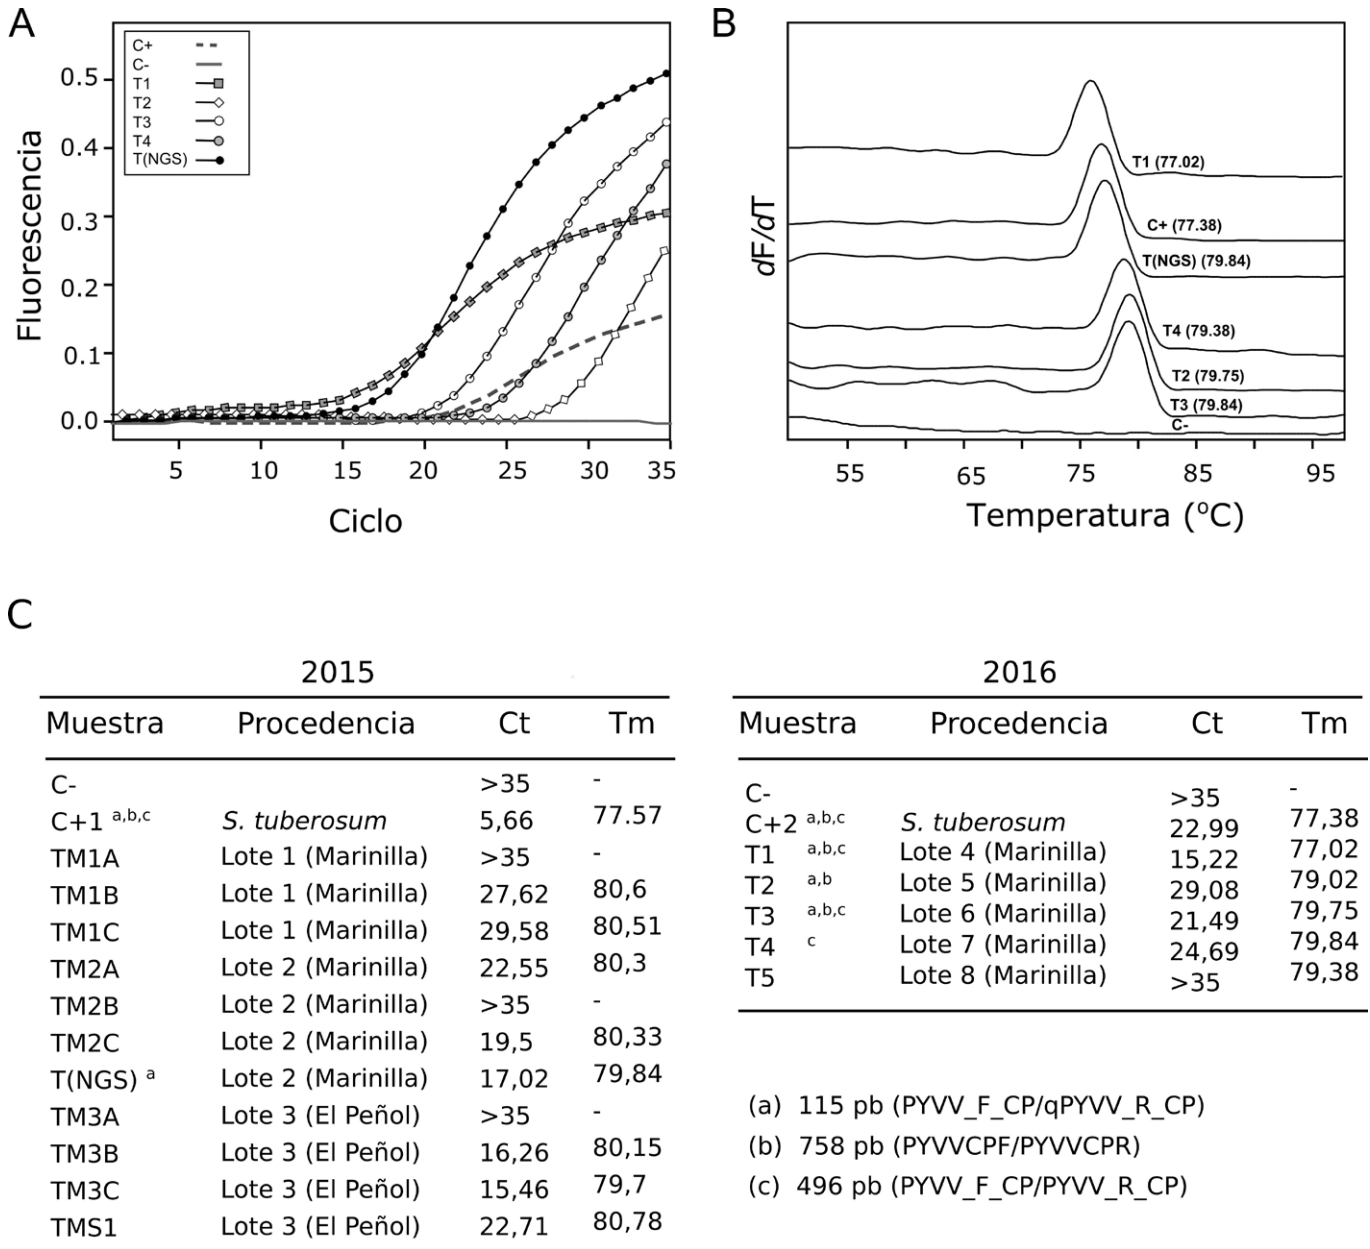 A
C+
C-
T1
T2
T3
T4
T(NGS)
0.5
0.4
0.3
0.2
0.1
0.0
Fluorescencia
5 10 15 20 25 30 35
Ciclo
B
dF/dT
T1 (77.02)
C+ (77.38)
T(NGS) (79.84)
T4 (79.38)
T2 (79.75)
T3 (79.84)
C-
55 65 75 85 95
Temperatura (°C)
C
2015
Muestra Procedencia Ct Tm
C- >35 -
C+1 a,b,c S. tuberosum 5,66 77.57
TM1A Lote 1 (Marinilla) >35 -
TM1B Lote 1 (Marinilla) 27,62 80,6
TM1C Lote 1 (Marinilla) 29,58 80,51
TM2A Lote 2 (Marinilla) 22,55 80,3
TM2B Lote 2 (Marinilla) >35 -
TM2C Lote 2 (Marinilla) 19,5 80,33
T(NGS) a Lote 2 (Marinilla) 17,02 79,84
TM3A Lote 3 (El Peñol) >35 -
TM3B Lote 3 (El Peñol) 16,26 80,15
TM3C Lote 3 (El Peñol) 15,46 79,7
TMS1 Lote 3 (El Peñol) 22,71 80,78
2016
Muestra Procedencia Ct Tm
C- >35 -
C+2 a,b,c S. tuberosum 22,99 77,38
T1 a,b,c Lote 4 (Marinilla) 15,22 77,02
T2 a,b Lote 5 (Marinilla) 29,08 79,02
T3 a,b,c Lote 6 (Marinilla) 21,49 79,75
T4 c Lote 7 (Marinilla) 24,69 79,84
T5 Lote 8 (Marinilla) >35 79,38
(a) 115 pb (PYVV_F_CP/qPYVV_R_CP)
(b) 758 pb (PYVVCPF/PYVVCPR)
(c) 496 pb (PYVV_F_CP/PYVV_R_CP)